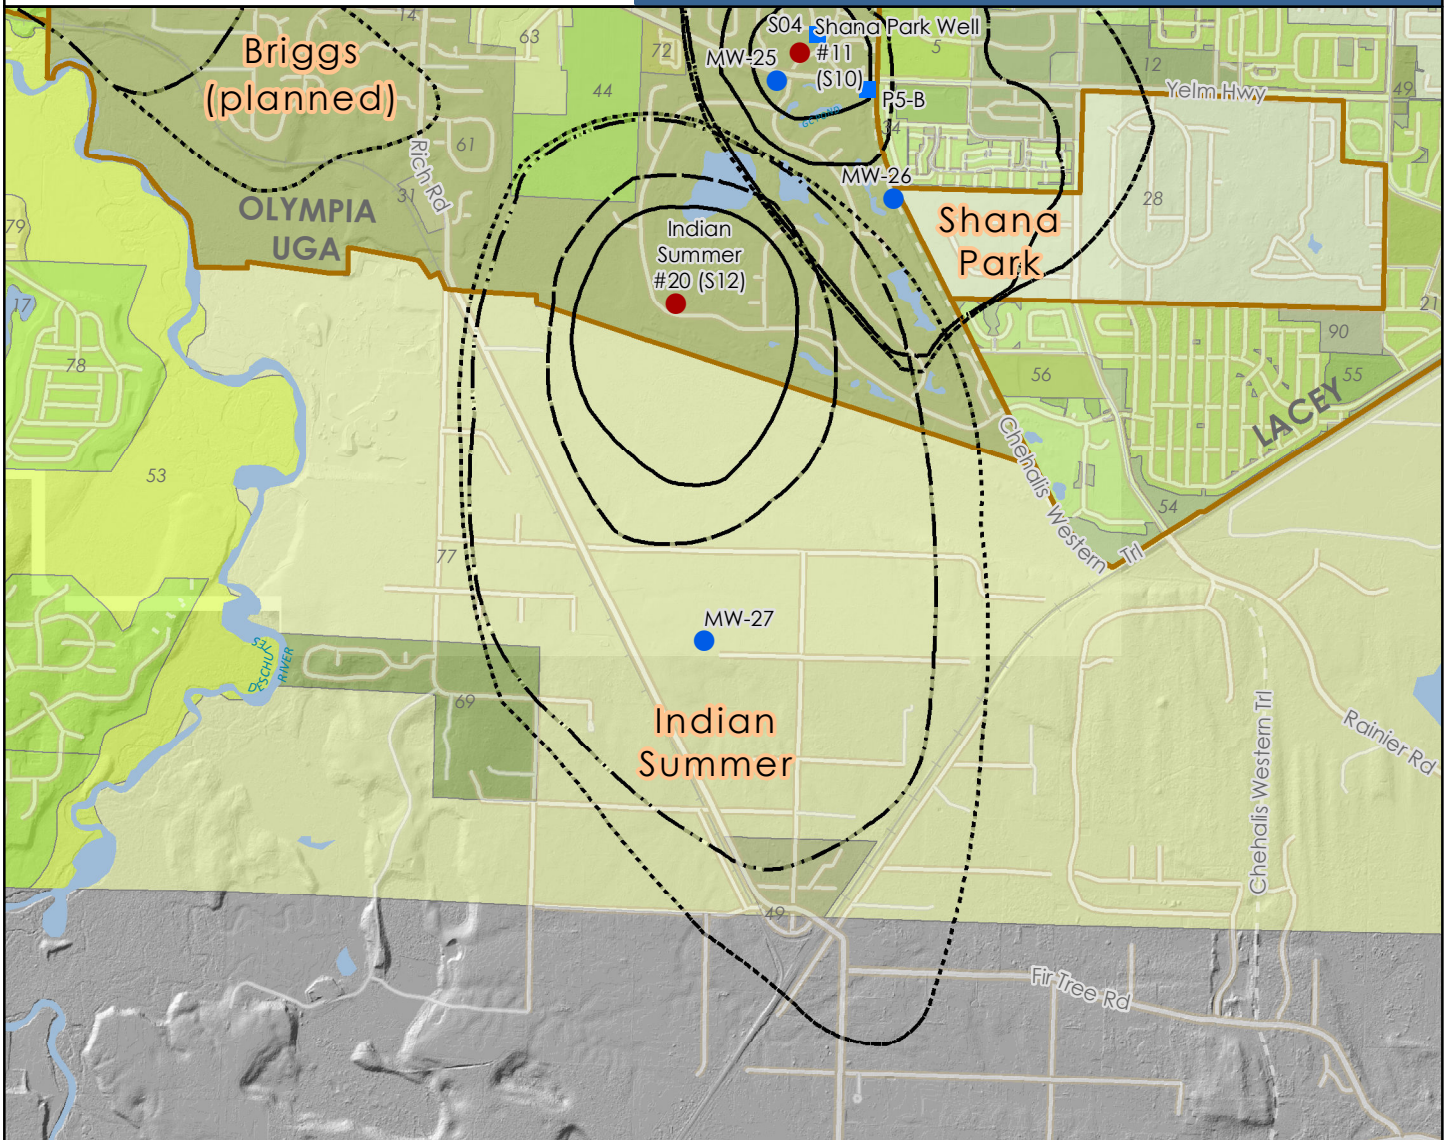 14
63
Briggs
(planned)
72
S04
Shana Park Well
#11
(S10)
MW-25
5
12
44
P5-B
Yelm Hwy
49
34
61
Rich Rd
31
MW-26
28
OLYMPIA
UGA
79
Indian
Summer
#20 (S12)
Shana
Park
17
21
90
78
56
55
LACEY
53
Chehalis Western Trl
54
77
MW-27
DESCHUTES
RIVER
69
Indian
Summer
Chehalis Western Trl
Rainier Rd
49
Fir Tree Rd